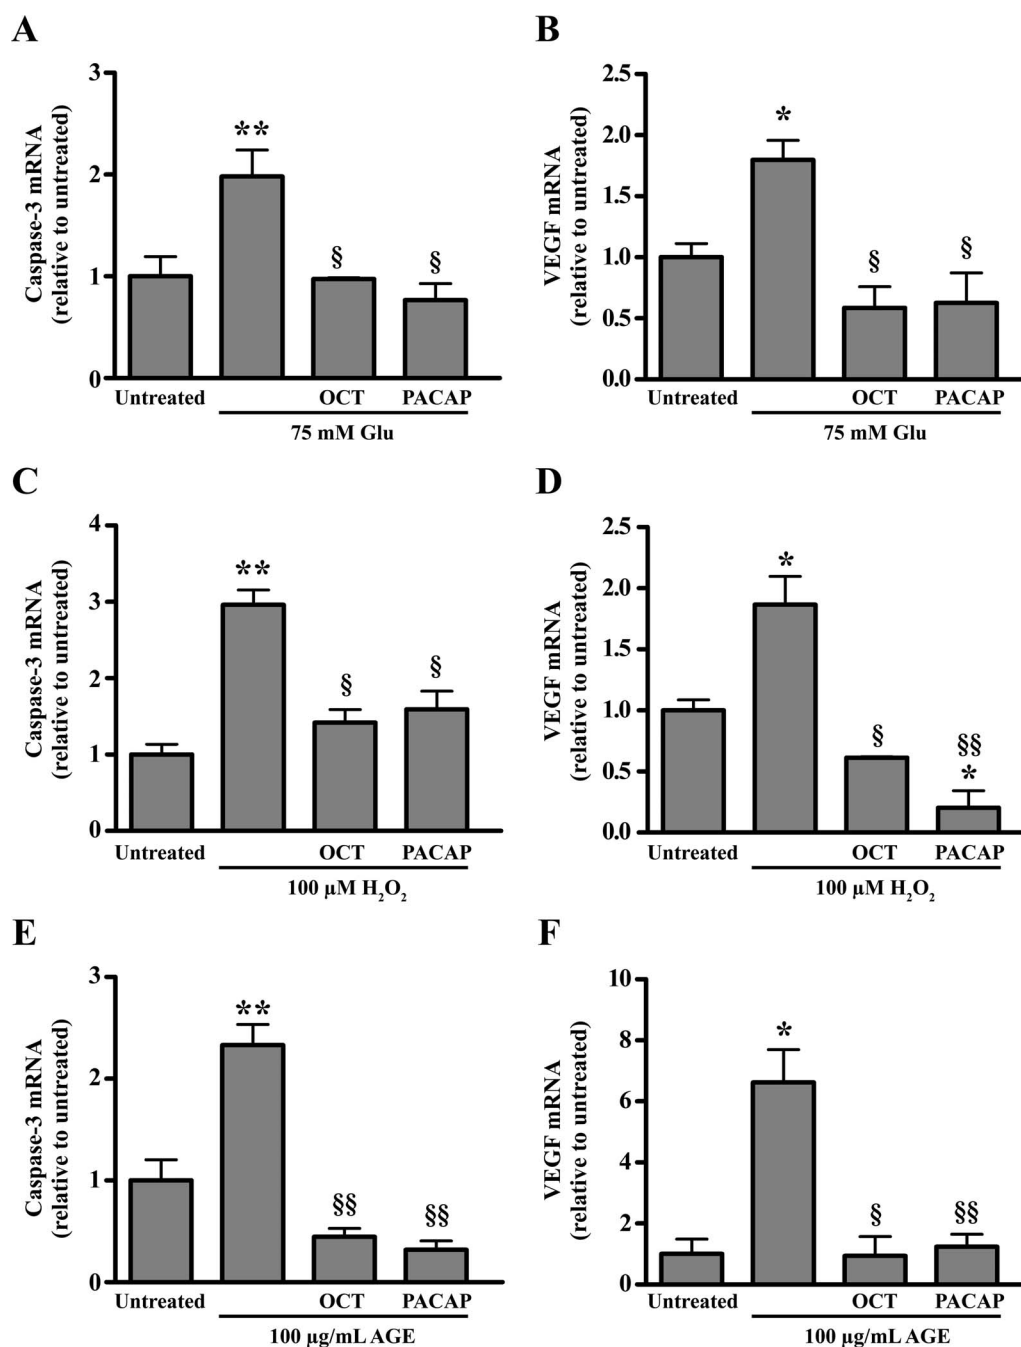 A
Caspase-3 mRNA
(relative to untreated)
3
2
1
0
**
§
§
Untreated
OCT
PACAP
75 mM Glu
B
VEGF mRNA
(relative to untreated)
2.5
2.0
1.5
1.0
0.5
0.0
*
§
§
Untreated
OCT
PACAP
75 mM Glu
C
Caspase-3 mRNA
(relative to untreated)
4
3
2
1
0
**
§
§
Untreated
OCT
PACAP
100 µM H₂O₂
D
VEGF mRNA
(relative to untreated)
2.5
2.0
1.5
1.0
0.5
0.0
*
§
§§
*
Untreated
OCT
PACAP
100 µM H₂O₂
E
Caspase-3 mRNA
(relative to untreated)
3
2
1
0
**
§§
§§
Untreated
OCT
PACAP
100 µg/mL AGE
F
VEGF mRNA
(relative to untreated)
10
8
6
4
2
0
*
§
§§
Untreated
OCT
PACAP
100 µg/mL AGE